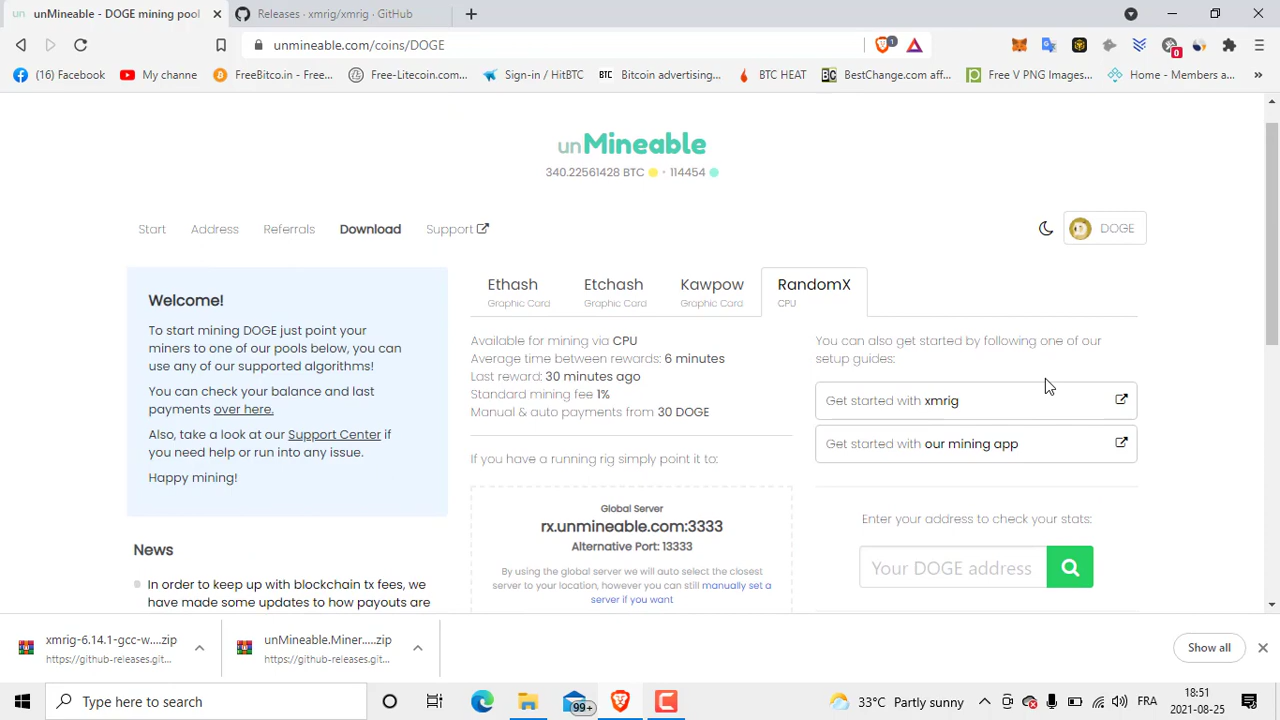 unMineable - DOGE mining pool
Releases · xmrig/xmrig · GitHub
unmineable.com/coins/DOGE
1
0
(16) Facebook
My channe
FreeBito.in - Free...
Free-Litecoin.com...
Sign-in / HitBTC
BTC Bitcoin advertising...
BTC HEAT
BC BestChange.com aff...
Free V PNG Images...
Home - Members a...
unMineable
340.22561428 BTC • 114454
Start
Address
Referrals
Download
Support
DOGE
Welcome!
To start mining DOGE just point your
miners to one of our pools below, you can
use any of our supported algorithms!
You can check your balance and last
payments over here.
Also, take a look at our Support Center if
you need help or run into any issue.
Happy mining!
News
In order to keep up with blockchain tx fees, we
have made some updates to how payouts are
Ethash
Graphic Card
Etchash
Graphic Card
Kawpow
Graphic Card
RandomX
CPU
Available for mining via CPU
Average time between rewards: 6 minutes
Last reward: 30 minutes ago
Standard mining fee 1%
Manual & auto payments from 30 DOGE
If you have a running rig simply point it to:
Global Server
rx.unmineable.com:3333
Alternative Port: 13333
By using the global server we will auto select the closest
server to your location, however you can still manually set a
server if you want
You can also get started by following one of our
setup guides:
Get started with xmrig
Get started with our mining app
Enter your address to check your stats:
Your DOGE address
xmrig-6.14.1-gcc-w....zip
https://github-releases.git...
unMineable.Miner.....zip
https://github-releases.git...
Show all
Type here to search
99+
33°C Partly sunny
FRA
18:51
2021-08-25